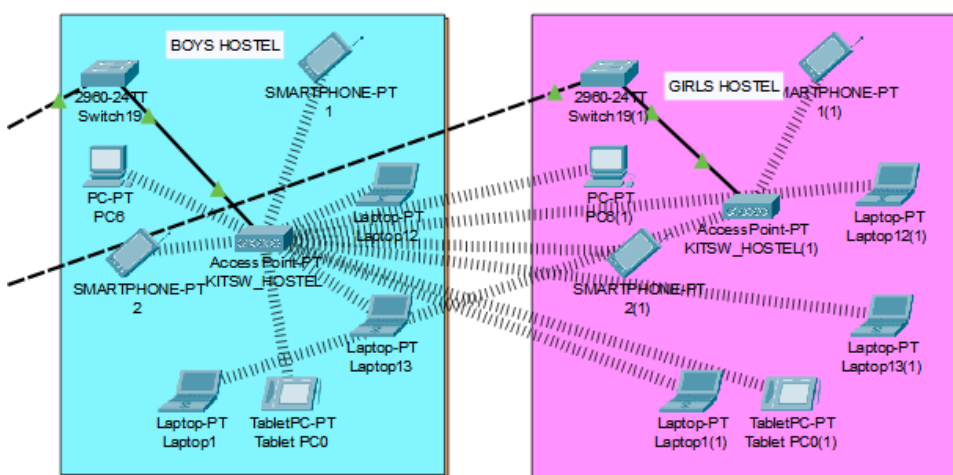 BOYS HOSTEL
2960-24TT
Switch19
SMARTPHONE-PT
1
PC-PT
PC6
Laptop-PT
Laptop12
AccessPoint-PT
KITSW_HOSTEL
SMARTPHONE-PT
2
Laptop-PT
Laptop13
Laptop-PT
Laptop1
TabletPC-PT
Tablet PC0
GIRLS HOSTEL
2960-24TT
Switch19(1)
SMARTPHONE-PT
1(1)
PC-PT
PC6(1)
AccessPoint-PT
KITSW_HOSTEL(1)
Laptop-PT
Laptop12(1)
SMARTPHONE-PT
2(1)
Laptop-PT
Laptop13(1)
Laptop-PT
Laptop1(1)
TabletPC-PT
Tablet PC0(1)